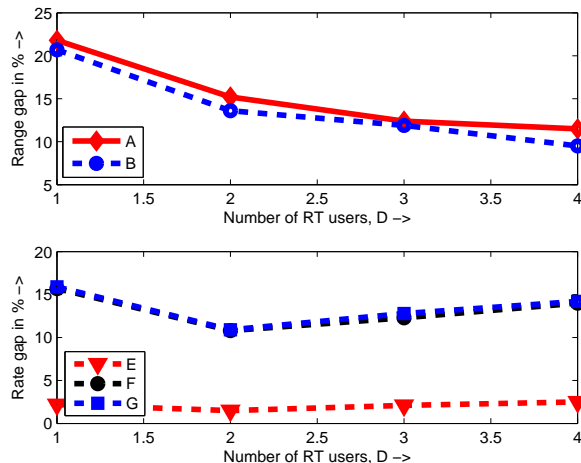 25
20
15
10
5
Range gap in % −>
A
B
1 1.5 2 2.5 3 3.5 4
Number of RT users, D −>
20
15
10
5
0
Rate gap in % −>
E
F
G
1 1.5 2 2.5 3 3.5 4
Number of RT users, D −>